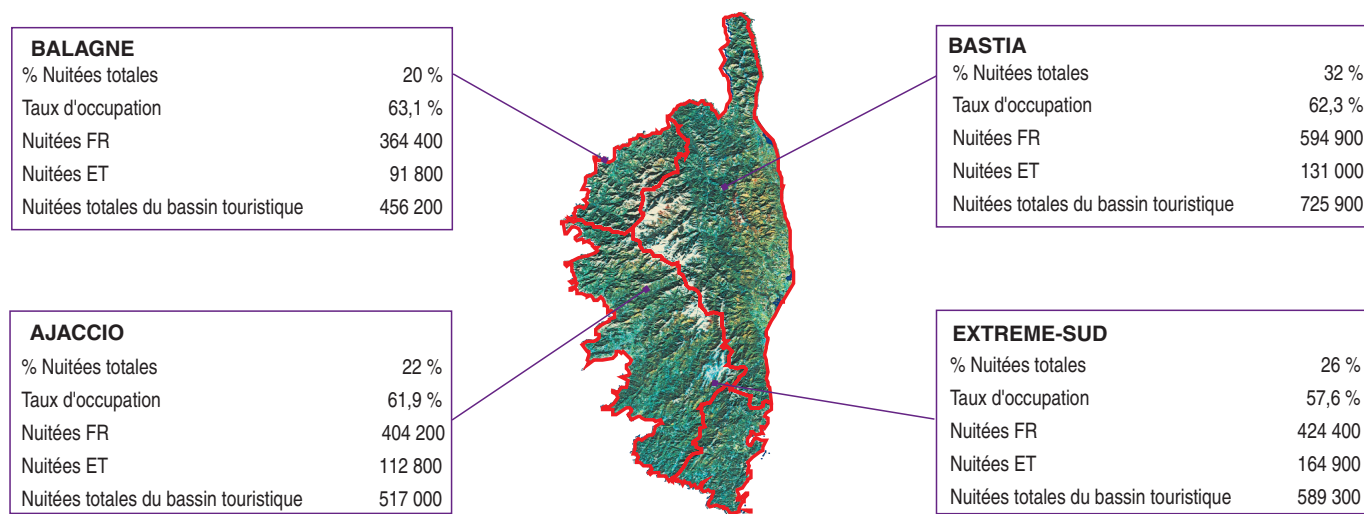 BALAGNE
% Nuitées totales 20 %
Taux d'occupation 63,1 %
Nuitées FR 364 400
Nuitées ET 91 800
Nuitées totales du bassin touristique 456 200
BASTIA
% Nuitées totales 32 %
Taux d'occupation 62,3 %
Nuitées FR 594 900
Nuitées ET 131 000
Nuitées totales du bassin touristique 725 900
AJACCIO
% Nuitées totales 22 %
Taux d'occupation 61,9 %
Nuitées FR 404 200
Nuitées ET 112 800
Nuitées totales du bassin touristique 517 000
EXTREME-SUD
% Nuitées totales 26 %
Taux d'occupation 57,6 %
Nuitées FR 424 400
Nuitées ET 164 900
Nuitées totales du bassin touristique 589 300